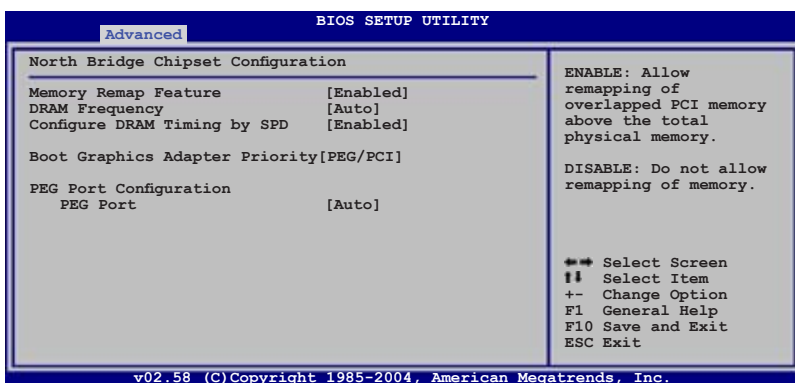 BIOS SETUP UTILITY
Advanced
North Bridge Chipset Configuration
Memory Remap Feature [Enabled]
DRAM Frequency [Auto]
Configure DRAM Timing by SPD [Enabled]
Boot Graphics Adapter Priority[PEG/PCI]
PEG Port Configuration
PEG Port [Auto]
ENABLE: Allow
remapping of
overlapped PCI memory
above the total
physical memory.
DISABLE: Do not allow
remapping of memory.
Select Screen
Select Item
+- Change Option
F1 General Help
F10 Save and Exit
ESC Exit
v02.58 (C)Copyright 1985-2004, American Megatrends, Inc.